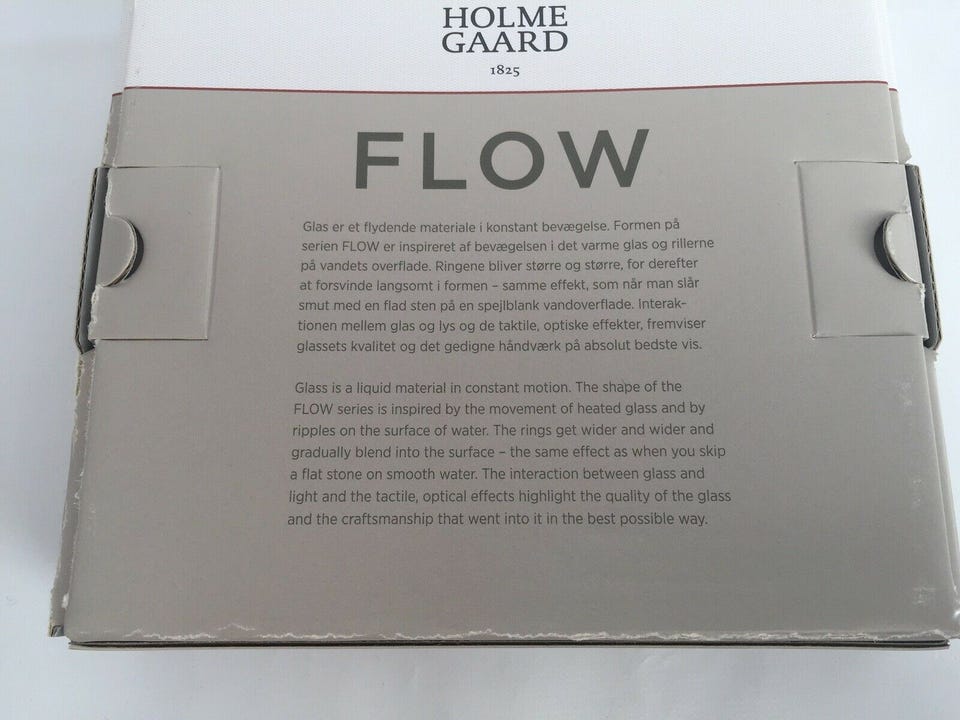 HOLME
GAARD
1825
FLOW
Glas er et flydende materiale i konstant bevægelse. Formen på
serien FLOW er inspireret af bevægelsen i det varme glas og rillerne
på vandets overflade. Ringene bliver større og større, for derefter
at forsvinde langsomt i formen – samme effekt, som når man slår
smut med en flad sten på en spejlblank vandoverflade. Interak-
tionen mellem glas og lys og de taktile, optiske effekter, fremviser
glassets kvalitet og det gedigne håndværk på absolut bedste vis.
Glass is a liquid material in constant motion. The shape of the
FLOW series is inspired by the movement of heated glass and by
ripples on the surface of water. The rings get wider and wider and
gradually blend into the surface – the same effect as when you skip
a flat stone on smooth water. The interaction between glass and
light and the tactile, optical effects highlight the quality of the glass
and the craftsmanship that went into it in the best possible way.